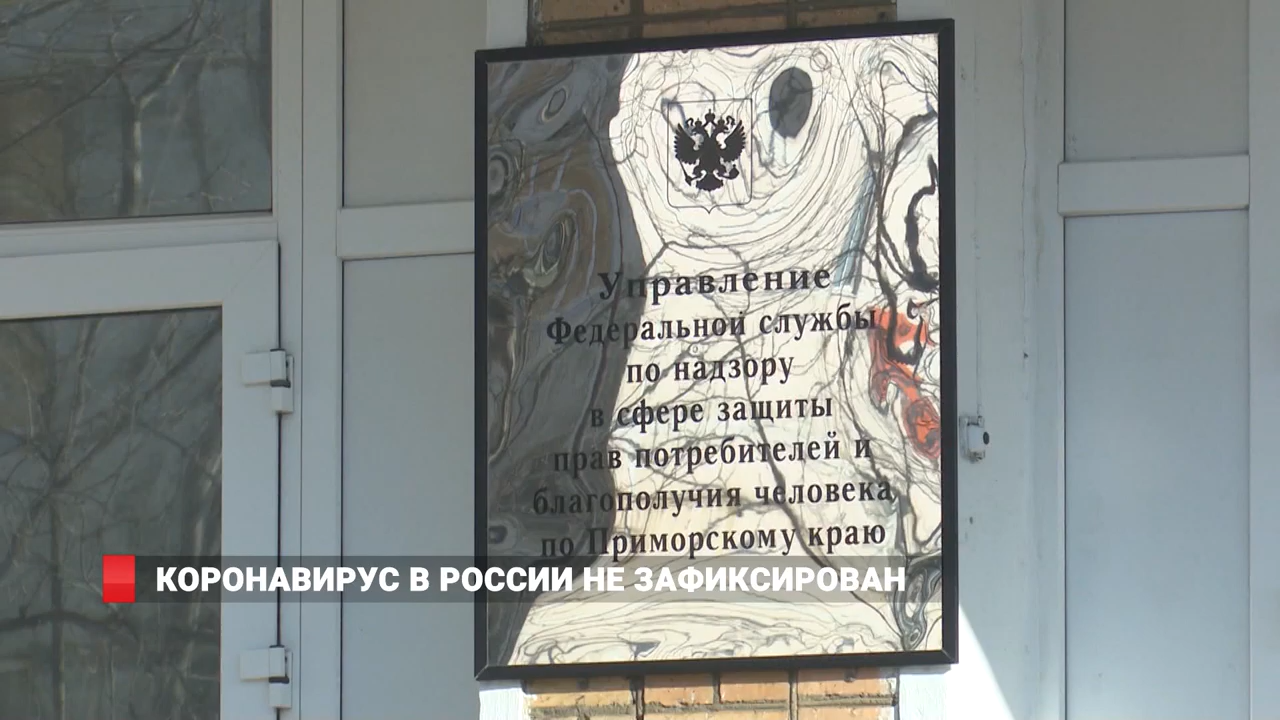 Управление
Федеральной службы
по надзору
в сфере защиты
прав потребителей и
благополучия человека
по Приморскому краю
КОРОНАВИРУС В РОССИИ НЕ ЗАФИКСИРОВАН